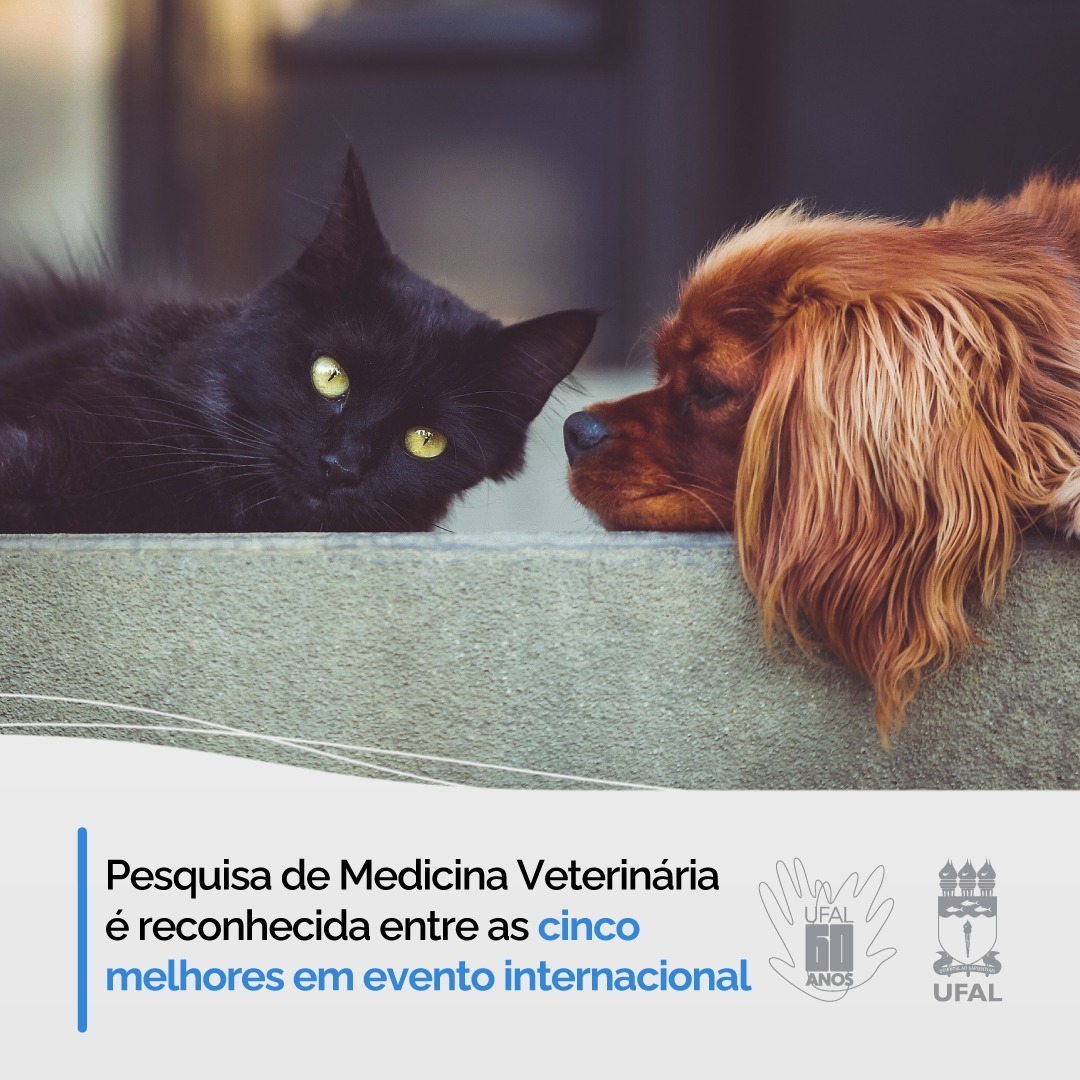 Pesquisa de Medicina Veterinária
é reconhecida entre as cinco
melhores em evento internacional
UFAL
60
ANOS
UFAL